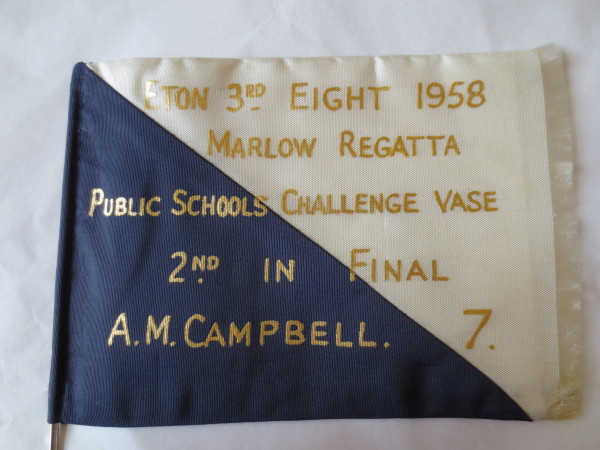 ETON 3RD EIGHT 1958
MARLOW REGATTA
PUBLIC SCHOOLS CHALLENGE VASE
2ND IN FINAL
A.M. CAMPBELL. 7.